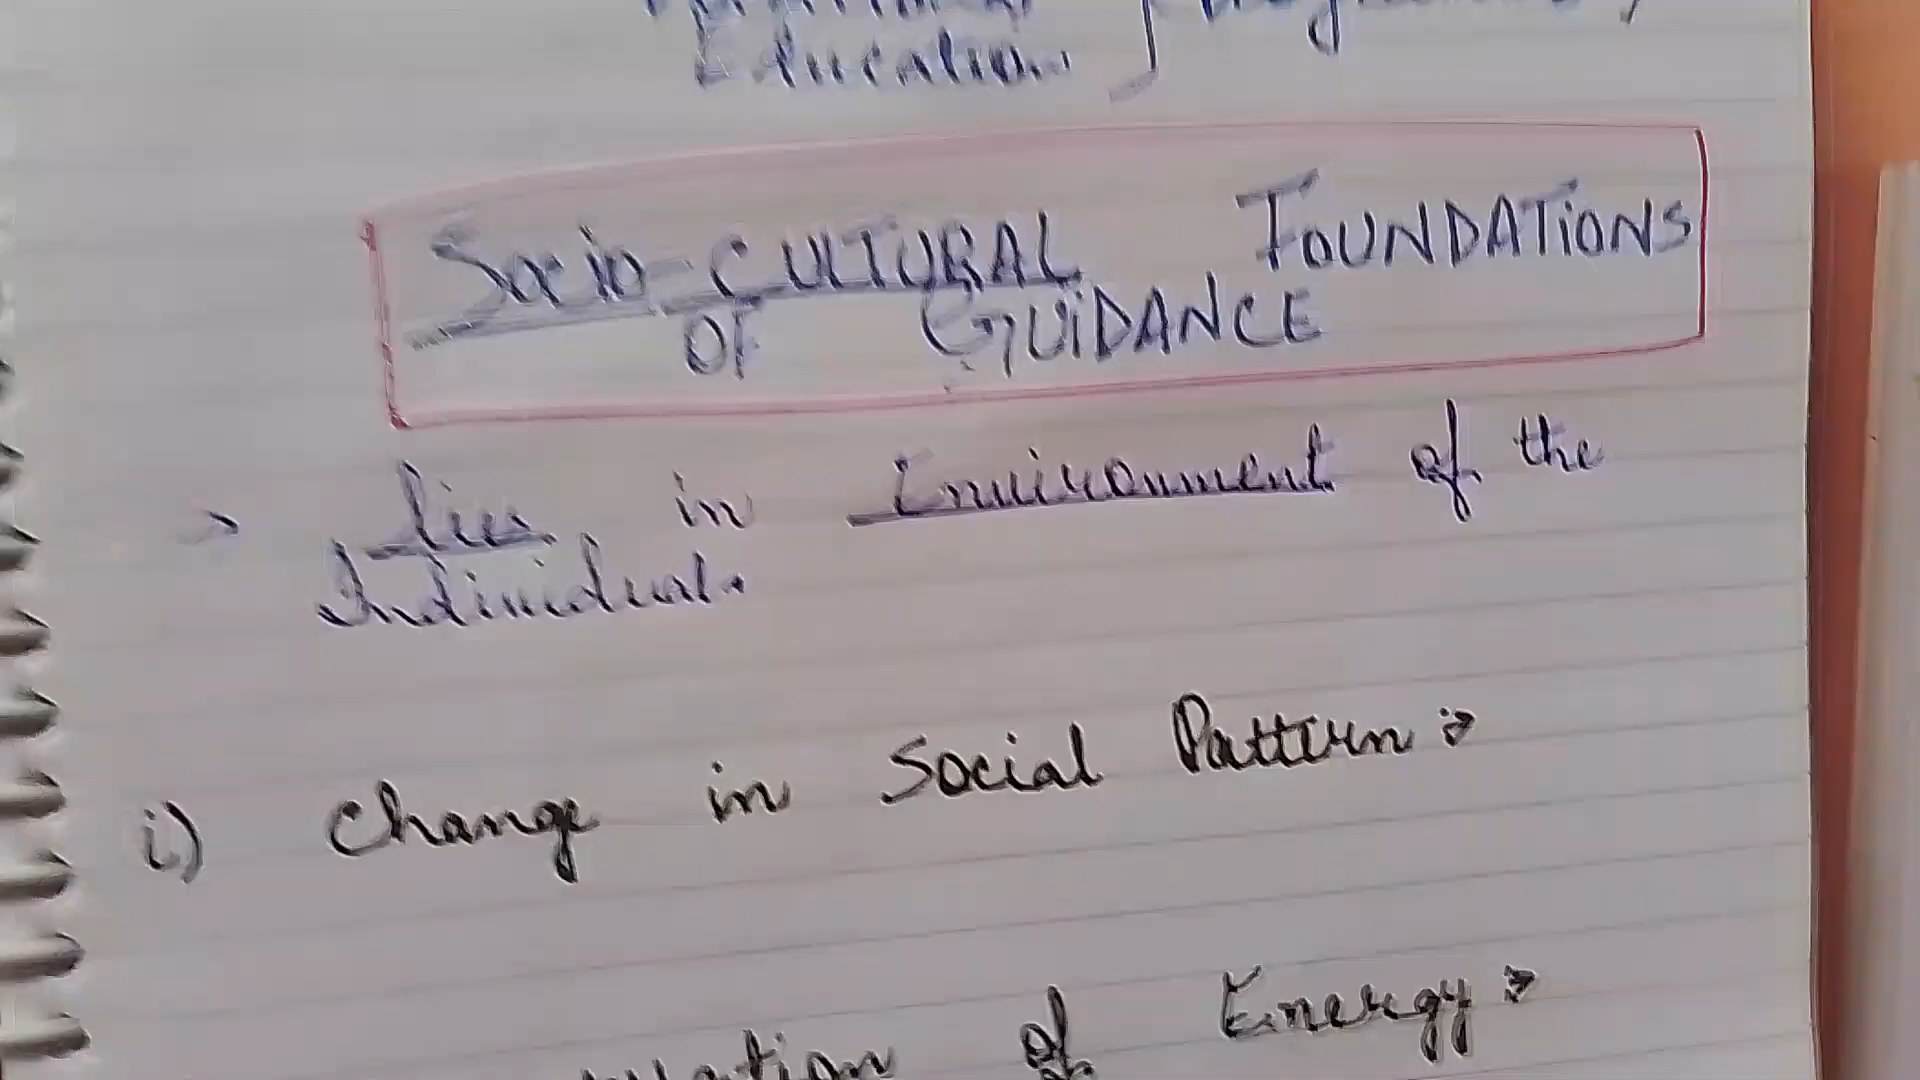 Education
Socio-CULTURAL FOUNDATIONS
OF GUIDANCE
→ lies in Environment of the
Individual.
i) Change in Social Pattern :→
of Energy :→